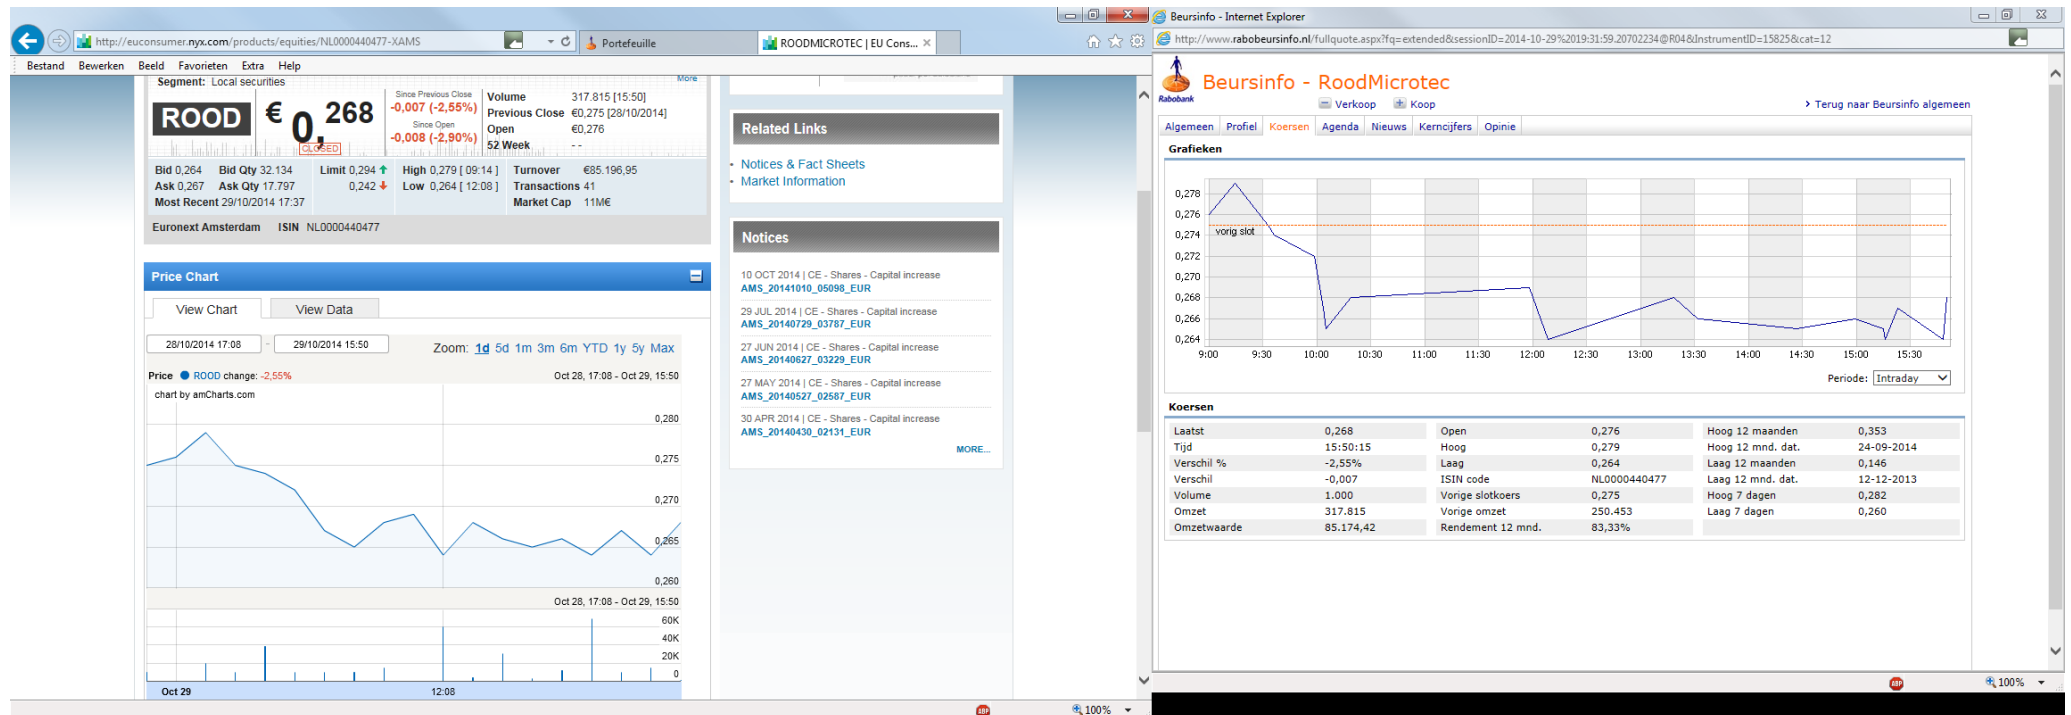 http://euconsumer.nyx.com/products/equities/NL0000440477-XAMS
Portefeuille
ROODMICROTEC | EU Cons...
Bestand Bewerken Beeld Favorieten Extra Help
Segment: Local securities
More
ROOD
€ 0,268
CLOSED
Since Previous Close
-0,007 (-2,55%)
Since Open
-0,008 (-2,90%)
Volume 317.815 [15:50]
Previous Close €0,275 [28/10/2014]
Open €0,276
52 Week - -
Bid 0,264 Bid Qty 32.134 Limit 0,294 High 0,279 [ 09:14 ] Turnover €85.196,95
Ask 0,267 Ask Qty 17.797 0,242 Low 0,264 [ 12:08 ] Transactions 41
Most Recent 29/10/2014 17:37 Market Cap 11M€
Euronext Amsterdam ISIN NL0000440477
Price Chart
View Chart View Data
28/10/2014 17:08 - 29/10/2014 15:50 Zoom: 1d 5d 1m 3m 6m YTD 1y 5y Max
Price ROOD change: -2,55% Oct 28, 17:08 - Oct 29, 15:50
chart by amCharts.com
0,280
0,275
0,270
0,265
0,260
Oct 28, 17:08 - Oct 29, 15:50
60K
40K
20K
0
Oct 29 12:08
Related Links
• Notices & Fact Sheets
• Market Information
Notices
10 OCT 2014 | CE - Shares - Capital increase
AMS_20141010_05098_EUR
29 JUL 2014 | CE - Shares - Capital increase
AMS_20140729_03787_EUR
27 JUN 2014 | CE - Shares - Capital increase
AMS_20140627_03229_EUR
27 MAY 2014 | CE - Shares - Capital increase
AMS_20140527_02587_EUR
30 APR 2014 | CE - Shares - Capital increase
AMS_20140430_02131_EUR
MORE...
ABP 100%
Beursinfo - Internet Explorer
http://www.rabobeursinfo.nl/fullquote.aspx?fq=extended&sessionID=2014-10-29%2019:31:59.20702234@R04&InstrumentID=15825&cat=12
Rabobank
Beursinfo - RoodMicrotec
Verkoop Koop
Terug naar Beursinfo algemeen
Algemeen Profiel Koersen Agenda Nieuws Kerncijfers Opinie
Grafieken
0,278
0,276
0,274
0,272
0,270
0,268
0,266
0,264
vorig slot
9:00 9:30 10:00 10:30 11:00 11:30 12:00 12:30 13:00 13:30 14:00 14:30 15:00 15:30
Periode: Intraday
Koersen
Laatst 0,268 Open 0,276 Hoog 12 maanden 0,353
Tijd 15:50:15 Hoog 0,279 Hoog 12 mnd. dat. 24-09-2014
Verschil % -2,55% Laag 0,264 Laag 12 maanden 0,146
Verschil -0,007 ISIN code NL0000440477 Laag 12 mnd. dat. 12-12-2013
Volume 1.000 Vorige slotkoers 0,275 Hoog 7 dagen 0,282
Omzet 317.815 Vorige omzet 250.453 Laag 7 dagen 0,260
Omzetwaarde 85.174,42 Rendement 12 mnd. 83,33%
ABP 100%